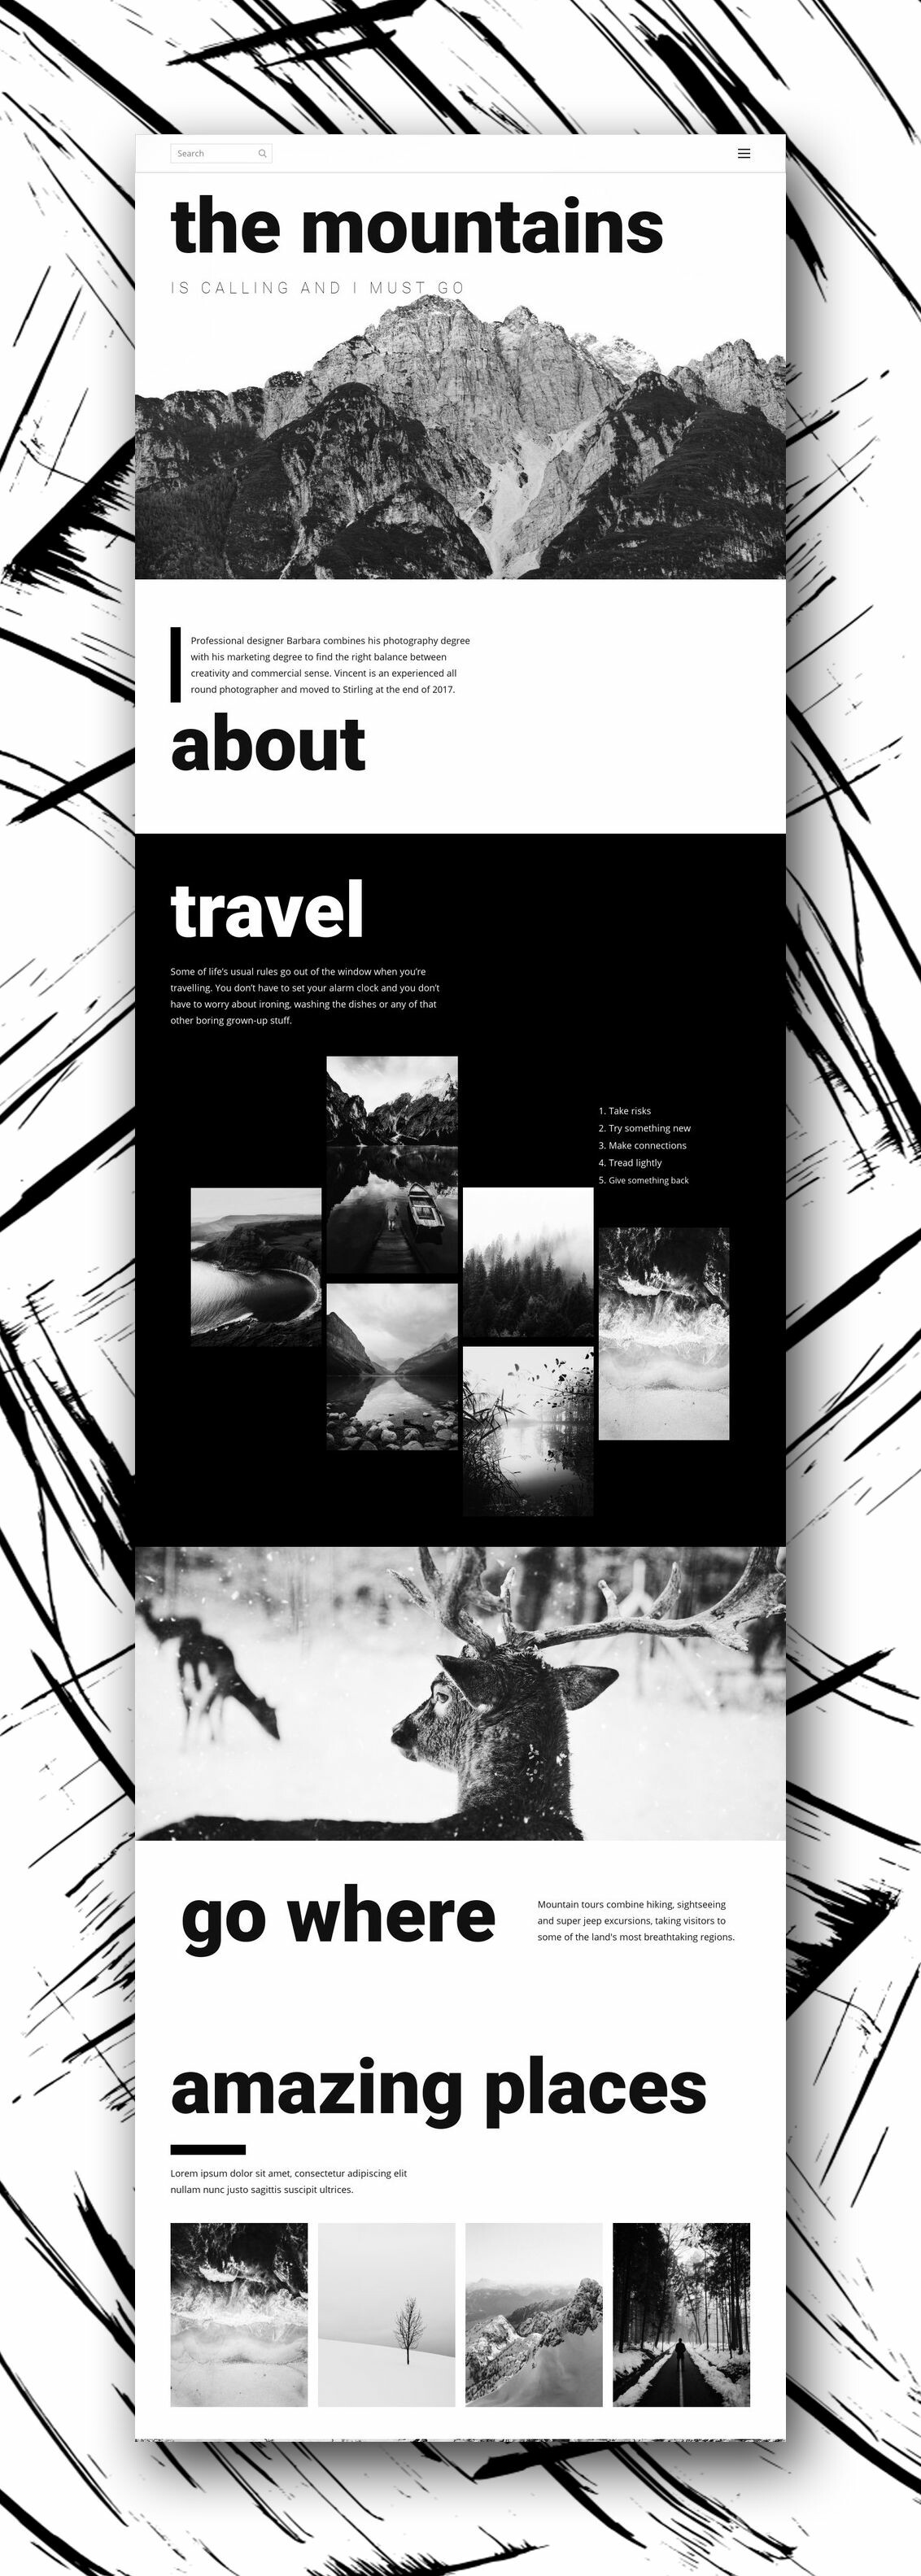 Search
the mountains
IS CALLING AND I MUST GO
Professional designer Barbara combines his photography degree
with his marketing degree to find the right balance between
creativity and commercial sense. Vincent is an experienced all
round photographer and moved to Stirling at the end of 2017.
about
travel
Some of life's usual rules go out of the window when you're
travelling. You don't have to set your alarm clock and you don't
have to worry about ironing, washing the dishes or any of that
other boring grown-up stuff.
1. Take risks
2. Try something new
3. Make connections
4. Tread lightly
5. Give something back
go where
Mountain tours combine hiking, sightseeing
and super jeep excursions, taking visitors to
some of the land's most breathtaking regions.
amazing places
Lorem ipsum dolor sit amet, consectetur adipiscing elit
nullam nunc justo sagittis suscipit ultrices.